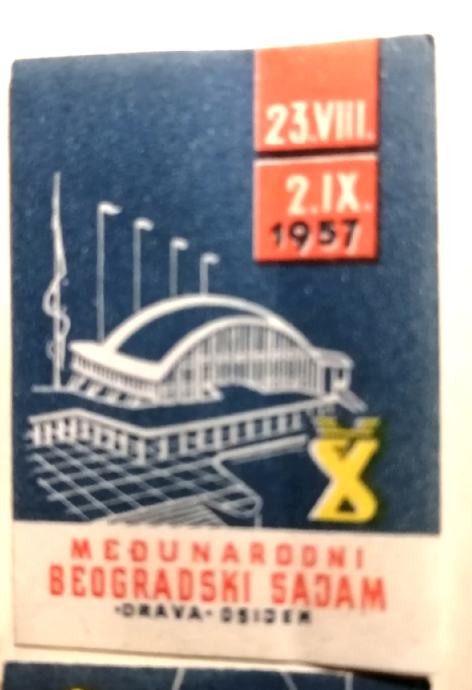 23.VIII.
2.IX.
1957
MEĐUNARODNI
BEOGRADSKI SAJAM
•DRAVA• OSIJEK